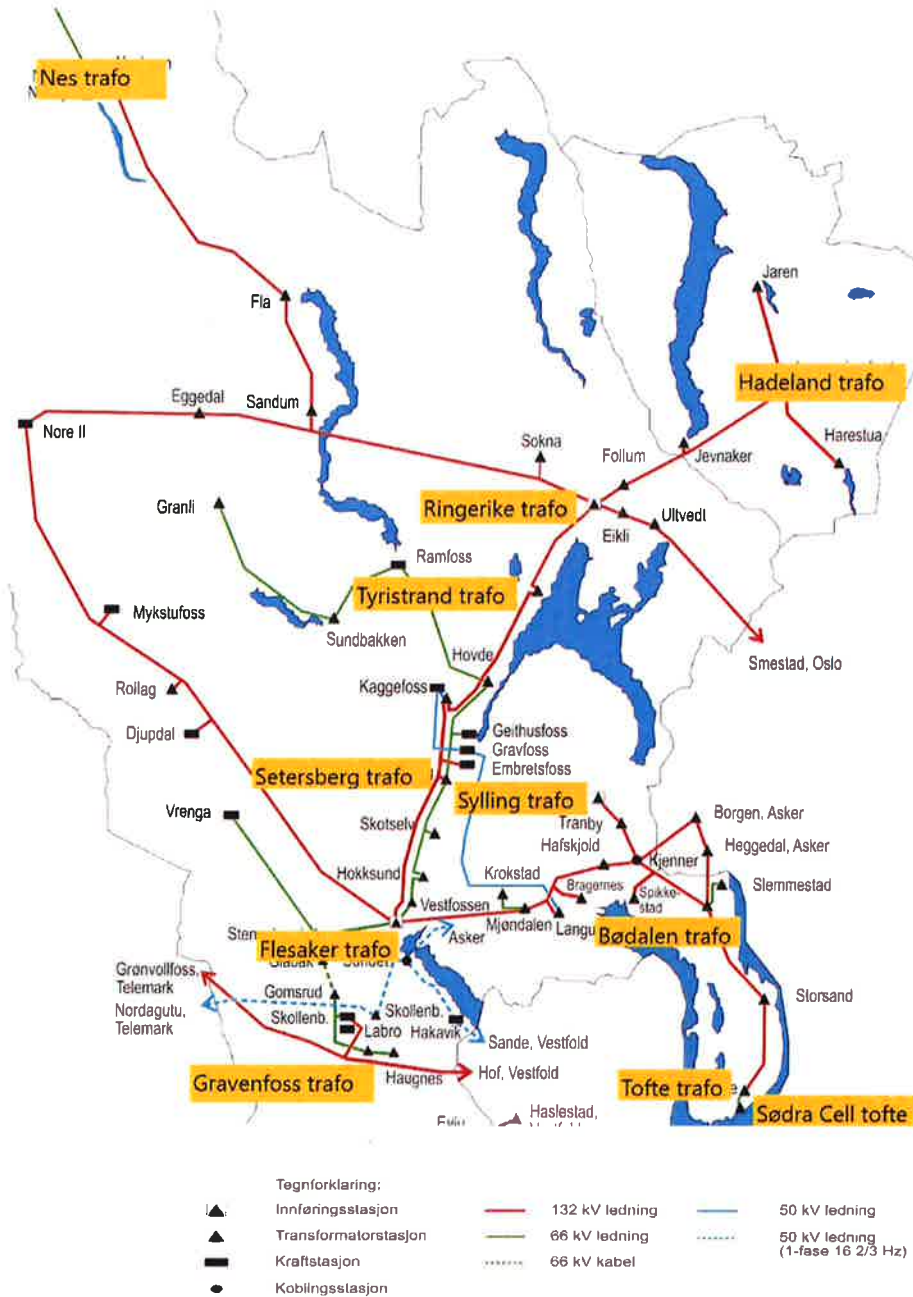 Nes trafo
Fla
Jaren
Hadeland trafo
Eggedal
Sandum
Nore II
Sokna
Follum
Jevnaker
Harestua
Granli
Ringerike trafo
Eikli
Ultvedt
Ramfoss
Tyristrand trafo
Mykstufoss
Sundbakken
Hovde
Smestad, Oslo
Rollag
Kaggefoss
Djupdal
Geithusfoss
Gravfoss
Embretsfoss
Setersberg trafo
Sylling trafo
Vrenga
Tranby
Borgen, Asker
Skotselv
Hafskjold
Kjenner
Heggedal, Asker
Hokksund
Krokstad
Bragernes
Spikke-
stad
Slemmestad
Vestfossen
Mjøndalen
Langu
Sten
Flesaker trafo
Asker
Bødalen trafo
Grønvollfoss,
Telemark
Gomsrud
Storsand
Nordagutu,
Telemark
Skollenb.
Skollenb.
Labro
Hakavik
Sande, Vestfold
Gravenfoss trafo
Haugnes
Hof, Vestfold
Tofte trafo
Sødra Cell tofte
Haslestad,
Tegnforklaring:
Innføringsstasjon
132 kV ledning
50 kV ledning
Transformatorstasjon
66 kV ledning
50 kV ledning
(1-fase 16 2/3 Hz)
Kraftstasjon
66 kV kabel
Koblingsstasjon